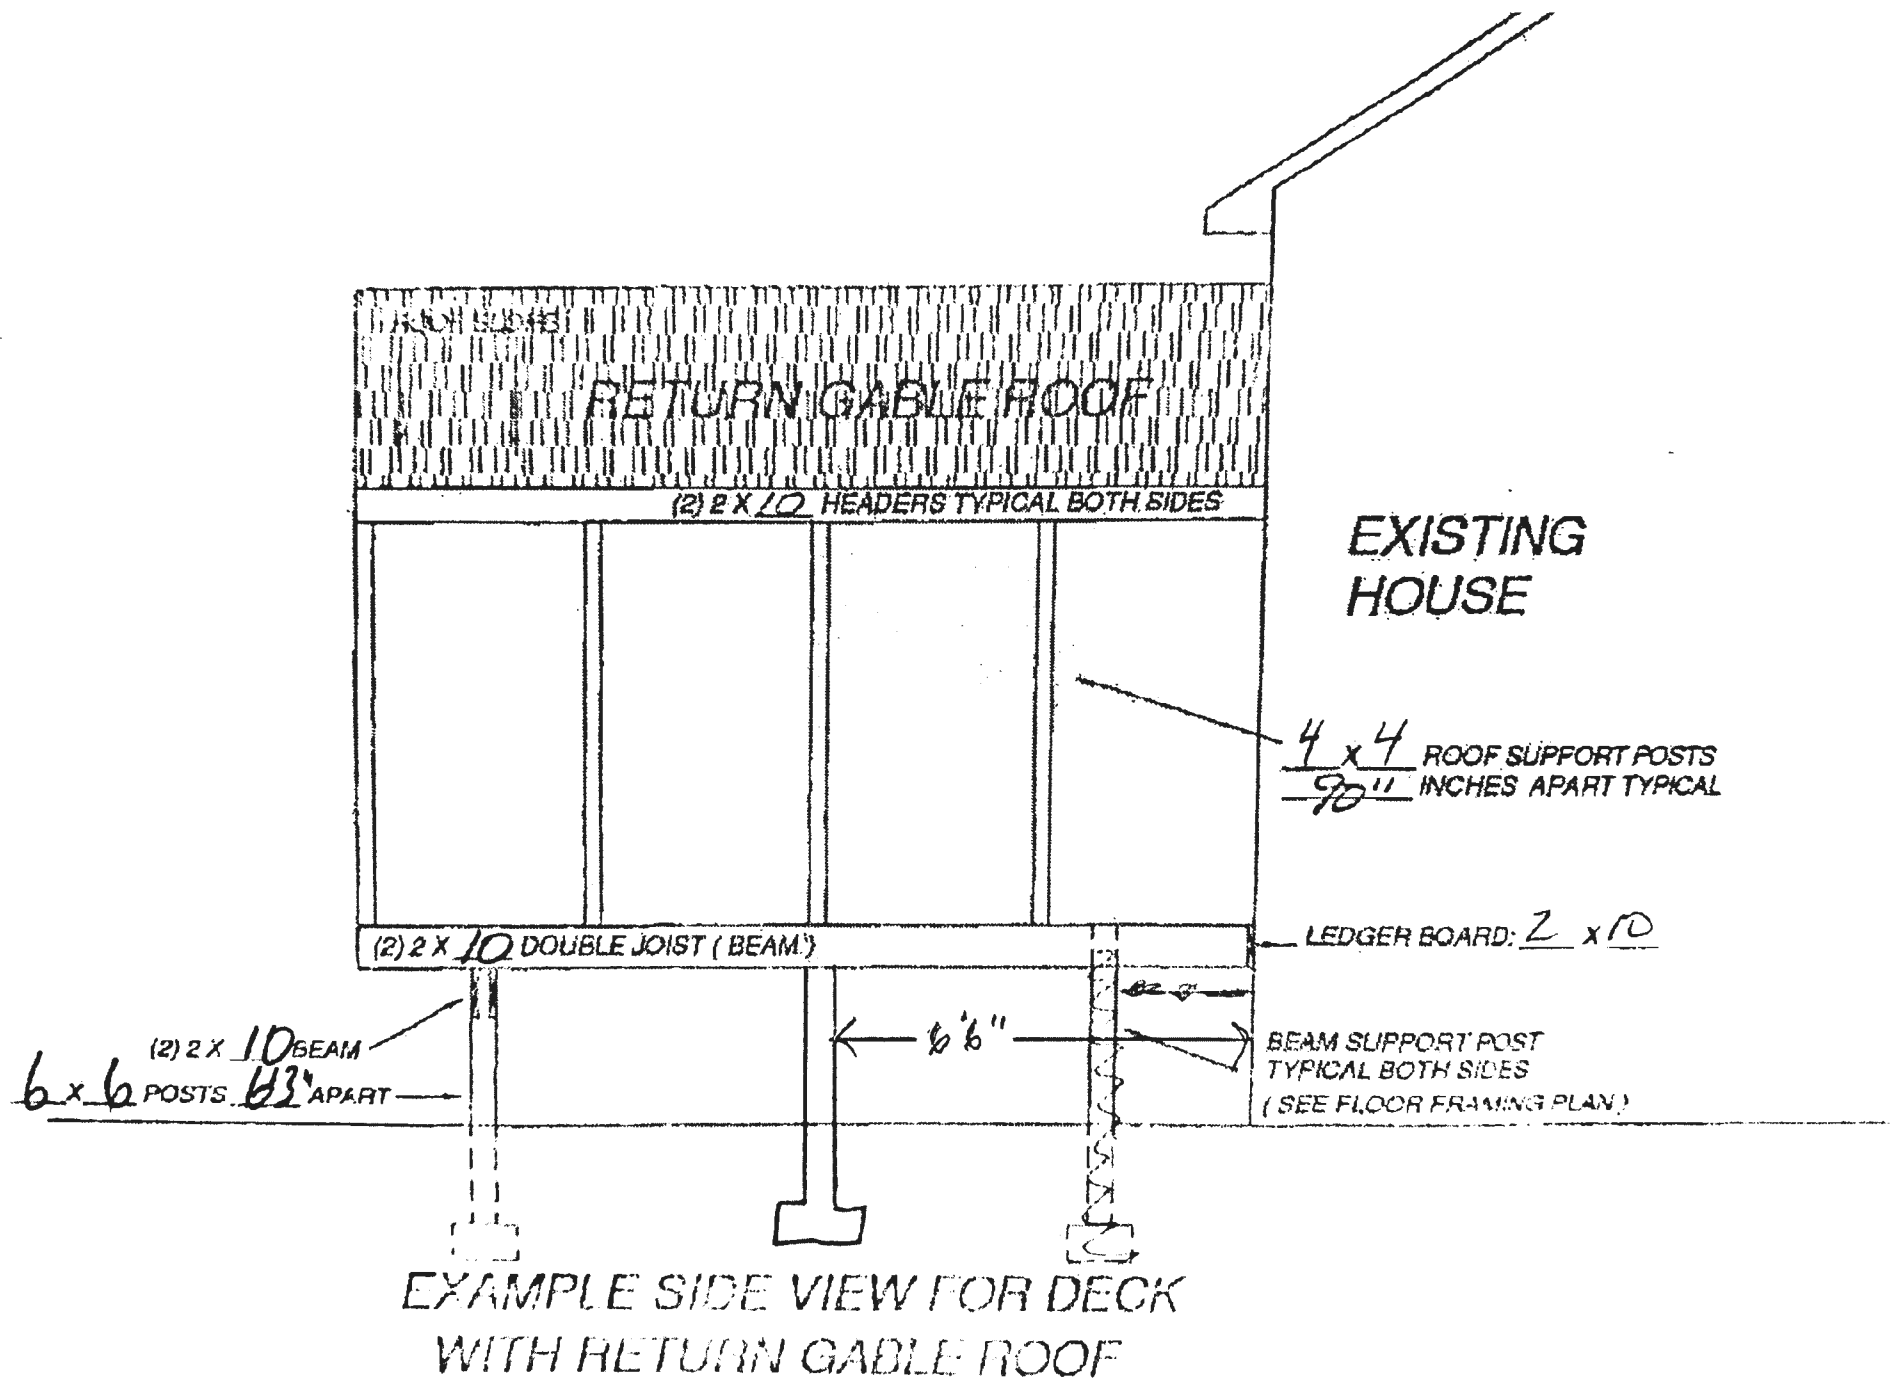 RETURN GABLE ROOF
(2) 2 X 10 HEADERS TYPICAL BOTH SIDES
EXISTING
HOUSE
4 X 4 ROOF SUPPORT POSTS
90" INCHES APART TYPICAL
(2) 2 X 10 DOUBLE JOIST ( BEAM )
LEDGER BOARD: 2 X 10
6'6"
(2) 2 X 10 BEAM
6 X 6 POSTS 63" APART
BEAM SUPPORT POST
TYPICAL BOTH SIDES
( SEE FLOOR FRAMING PLAN )
EXAMPLE SIDE VIEW FOR DECK
WITH RETURN GABLE ROOF